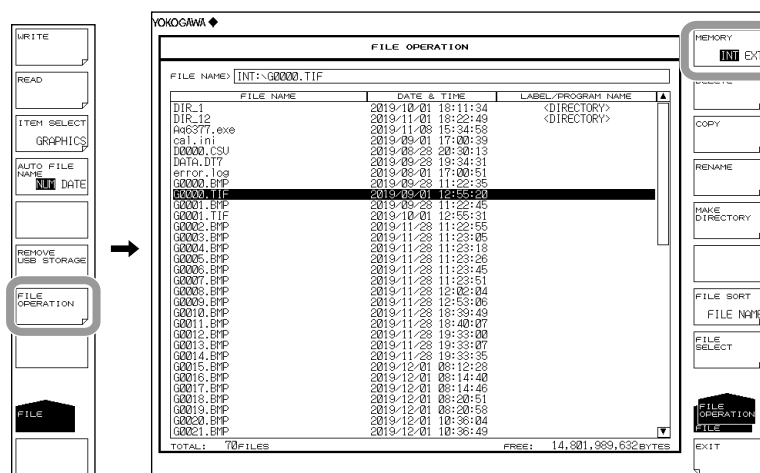 WRITE
READ
ITEM SELECT
GRAPHICS
AUTO FILE
NAME
NUM DATE
REMOVE
USB STORAGE
FILE
OPERATION
FILE
YOKOGAWA
FILE OPERATION
FILE NAME> INT:\G0000.TIF
FILE NAME DATE & TIME LABEL/PROGRAM NAME
DIR_1 2019/10/01 18:11:34 <DIRECTORY>
DIR_12 2019/11/01 18:22:49 <DIRECTORY>
Aq6377.exe 2019/11/08 15:34:58
cal.ini 2019/09/01 17:00:39
D0000.CSV 2019/08/28 20:30:13
DATA.DT7 2019/09/28 19:34:31
error.log 2019/08/01 17:00:51
G0000.BMP 2019/09/28 11:22:35
G0000.TIF 2019/09/01 12:55:20
G0001.BMP 2019/09/28 11:22:45
G0001.TIF 2019/10/01 12:55:31
G0002.BMP 2019/11/28 11:22:55
G0003.BMP 2019/11/28 11:23:05
G0004.BMP 2019/11/28 11:23:18
G0005.BMP 2019/11/28 11:23:26
G0006.BMP 2019/11/28 11:23:45
G0007.BMP 2019/11/28 11:23:51
G0008.BMP 2019/11/28 12:02:04
G0009.BMP 2019/11/28 12:53:06
G0010.BMP 2019/11/28 18:39:49
G0011.BMP 2019/11/28 18:40:07
G0012.BMP 2019/11/28 19:33:00
G0013.BMP 2019/11/28 19:33:07
G0014.BMP 2019/11/28 19:33:35
G0015.BMP 2019/12/01 08:12:28
G0016.BMP 2019/12/01 08:14:40
G0017.BMP 2019/12/01 08:14:46
G0018.BMP 2019/12/01 08:20:51
G0019.BMP 2019/12/01 08:20:58
G0020.BMP 2019/12/01 10:36:04
G0021.BMP 2019/12/01 10:36:49
TOTAL: 70FILES FREE: 14,801,989,632BYTES
MEMORY
INT EXT
DELETE
COPY
RENAME
MAKE
DIRECTORY
FILE SORT
FILE NAME
FILE
SELECT
FILE
OPERATION
FILE
EXIT